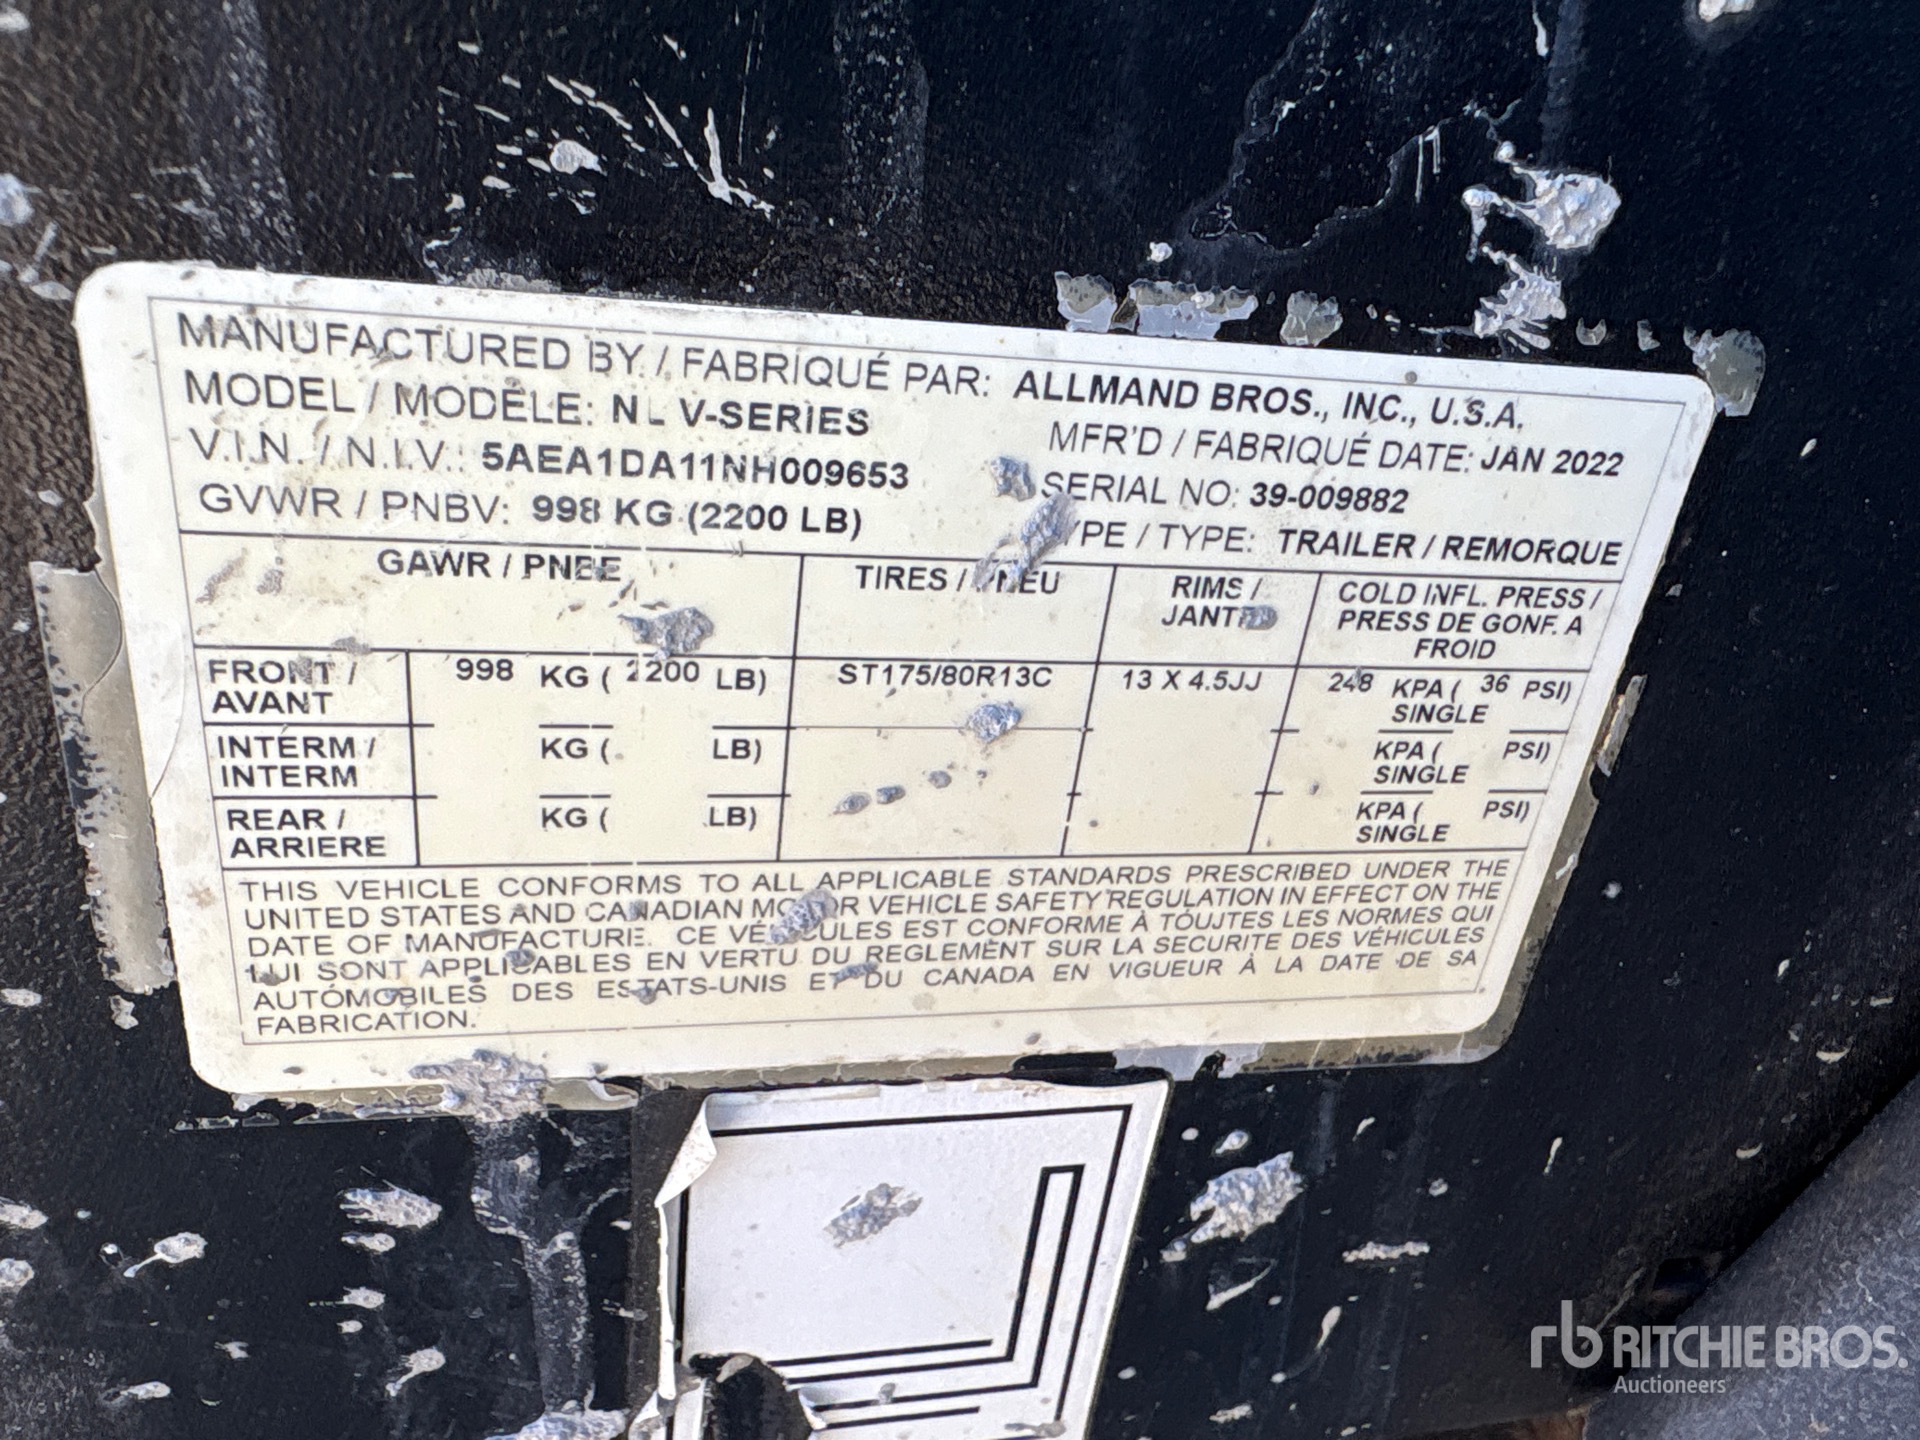 MANUFACTURED BY / FABRIQUÉ PAR: ALLMAND BROS., INC., U.S.A.
MODEL / MODÈLE: NL V-SERIES MFR'D / FABRIQUÉ DATE: JAN 2022
V.I.N. / N.I.V.: 5AEA1DA11NH009653 SERIAL NO: 39-009882
GVWR / PNBV: 998 KG (2200 LB) TYPE / TYPE: TRAILER / REMORQUE
GAWR / PNBE TIRES / PNEU RIMS / JANTES COLD INFL. PRESS / PRESS DE GONF. A FROID
FRONT / AVANT 998 KG ( 2200 LB) ST175/80R13C 13 X 4.5JJ 248 KPA ( 36 PSI) SINGLE
INTERM / INTERM KG ( LB) KPA ( PSI) SINGLE
REAR / ARRIERE KG ( LB) KPA ( PSI) SINGLE
THIS VEHICLE CONFORMS TO ALL APPLICABLE STANDARDS PRESCRIBED UNDER THE
UNITED STATES AND CANADIAN MOTOR VEHICLE SAFETY REGULATION IN EFFECT ON THE
DATE OF MANUFACTURE. CE VÉHICULES EST CONFORME À TOUJTES LES NORMES QUI
LUI SONT APPLICABLES EN VERTU DU REGLEMENT SUR LA SECURITE DES VÉHICULES
AUTOMOBILES DES ESTATS-UNIS ET DU CANADA EN VIGUEUR À LA DATE DE SA
FABRICATION.
rb RITCHIE BROS.
Auctioneers